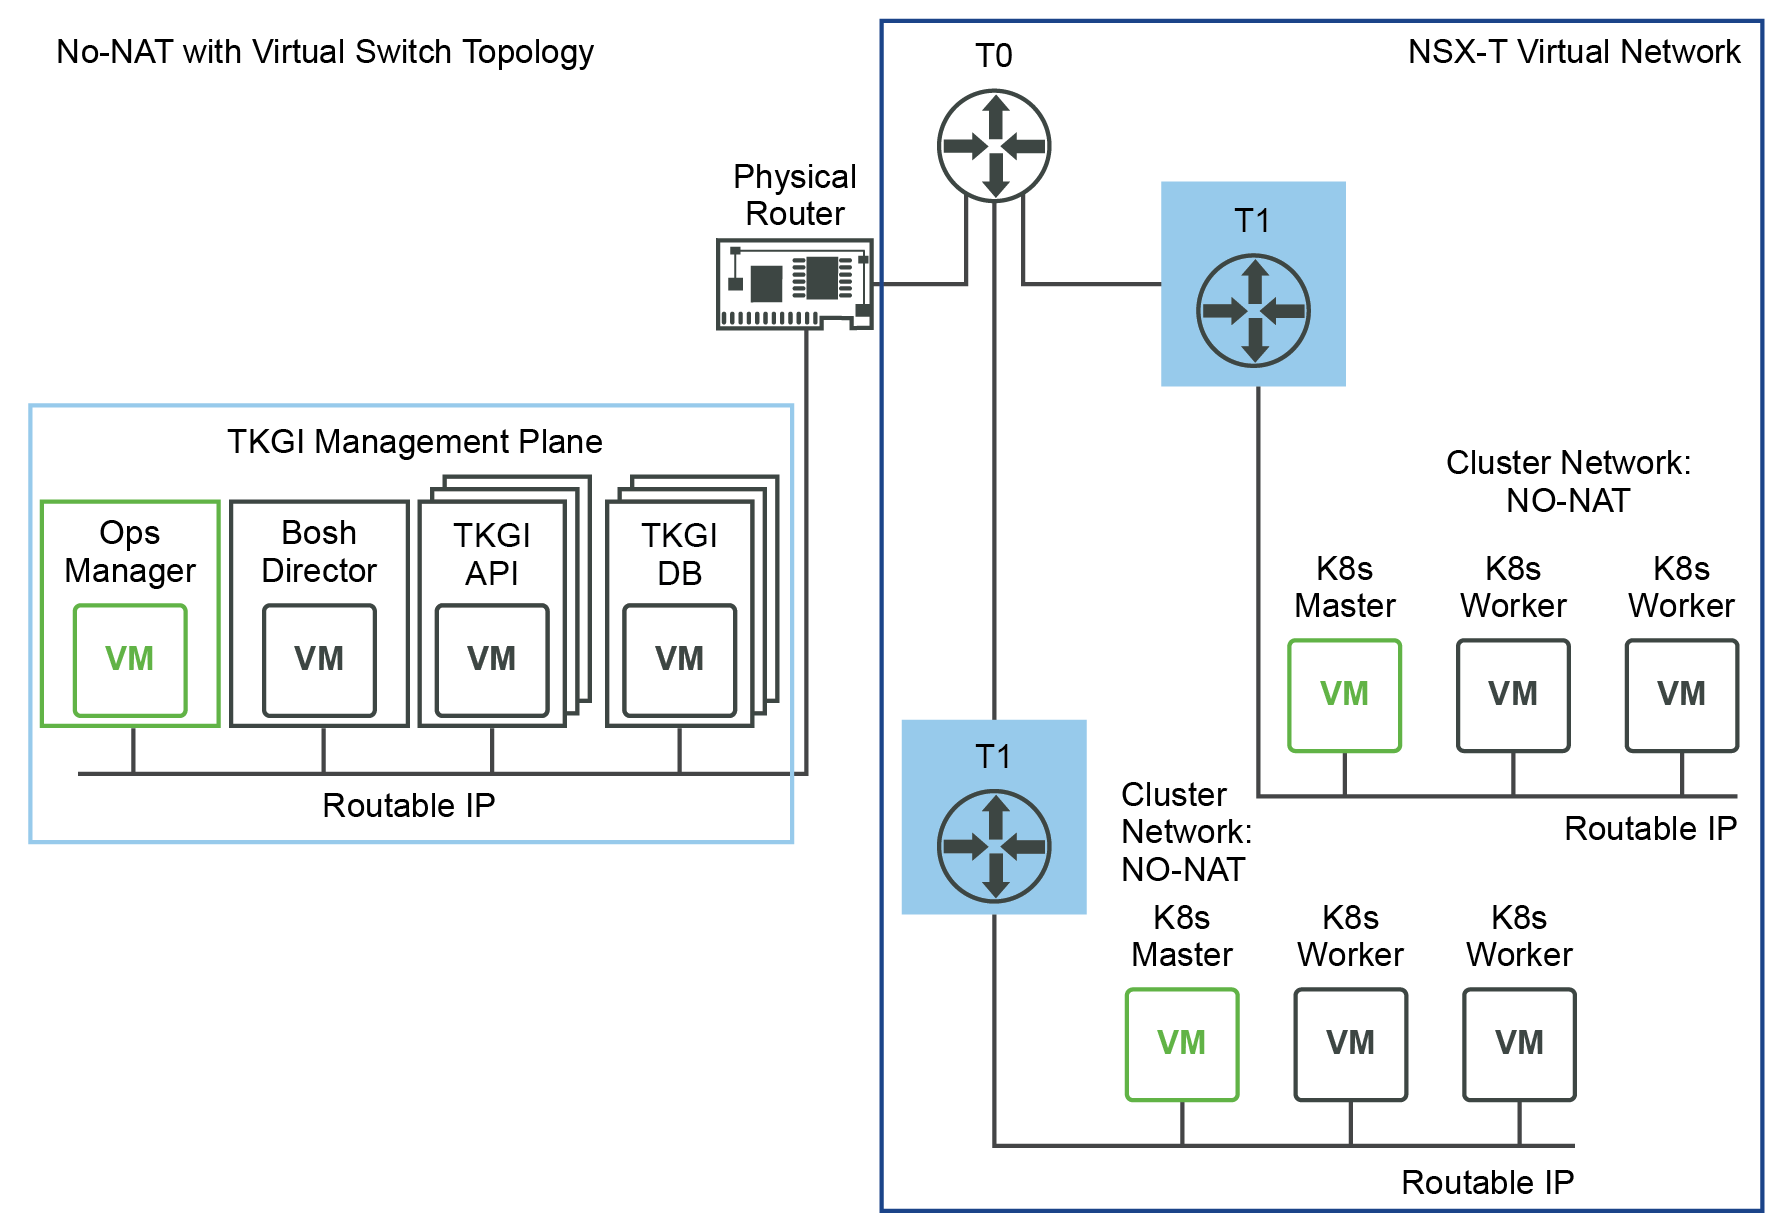 No-NAT with Virtual Switch Topology
NSX-T Virtual Network
T0
Physical
Router
T1
TKGI Management Plane
Ops
Manager
VM
Bosh
Director
VM
TKGI
API
VM
TKGI
DB
VM
Routable IP
Cluster Network:
NO-NAT
K8s
Master
VM
K8s
Worker
VM
K8s
Worker
VM
Routable IP
T1
Cluster
Network:
NO-NAT
K8s
Master
VM
K8s
Worker
VM
K8s
Worker
VM
Routable IP